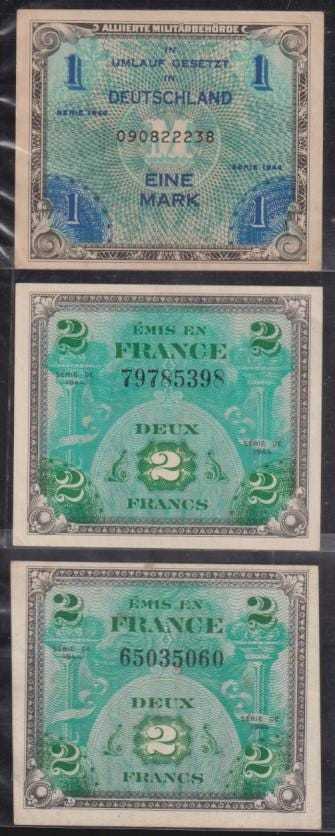 ALLIIERTE MILITÄRBEHÖRDE
1 IN 1
UMLAUF GESETZT
IN
DEUTSCHLAND
SERIE 1944
090822238
SERIE 1944
M
EINE
MARK
1 1
2 ÉMIS EN 2
FRANCE
79785398
SÉRIE DE
1944
DEUX
SÉRIE DE
1944
2 2 2
FRANCS
2 ÉMIS EN 2
FRANCE
65035060
SÉRIE DE
1944
DEUX
SÉRIE DE
2 2 2
FRANCS